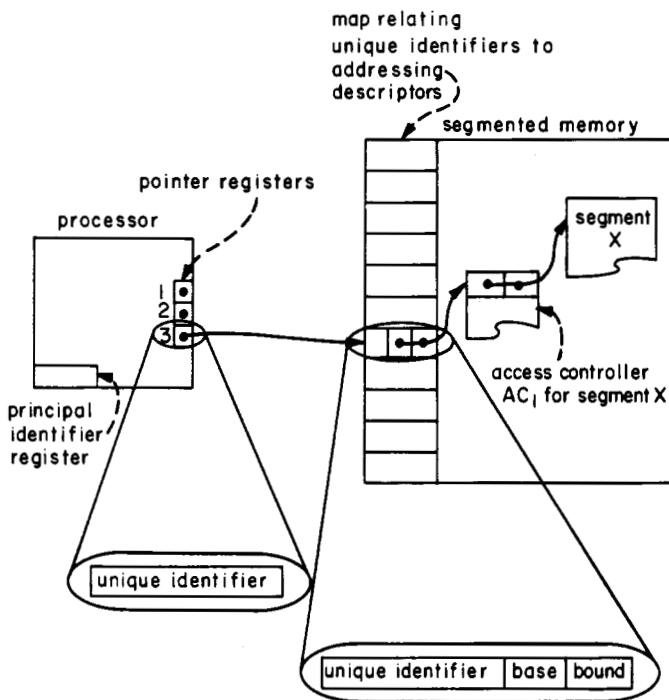 map relating
unique identifiers to
addressing
descriptors
segmented memory
pointer registers
processor
segment
X
1
2
3
access controller
AC1 for segment X
principal
identifier
register
unique identifier
unique identifier base bound